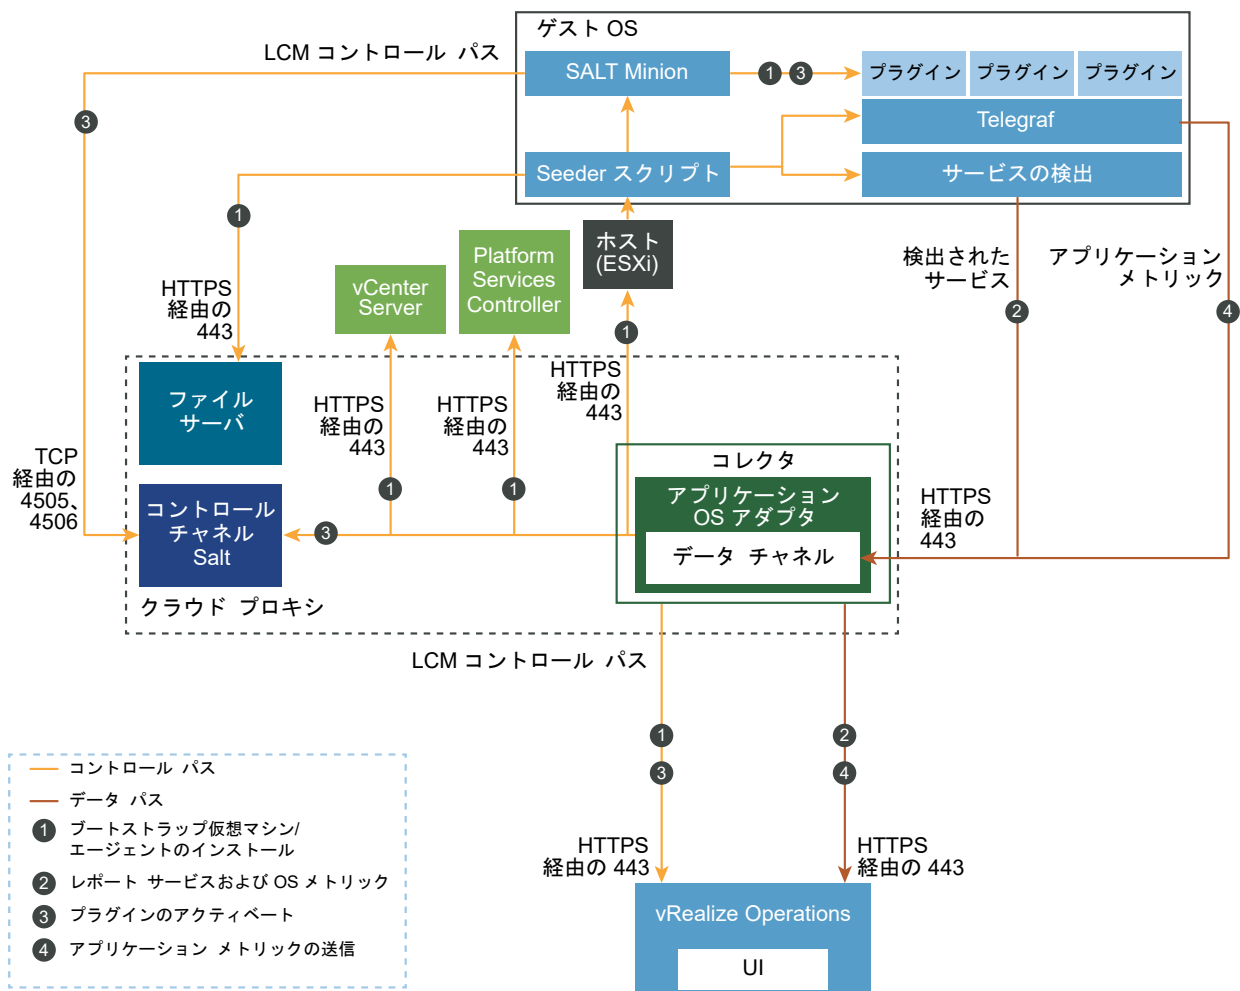 ゲスト OS
LCM コントロール パス
SALT Minion
1
3
プラグイン
プラグイン
プラグイン
Telegraf
3
Seeder スクリプト
サービスの検出
1
ホスト
(ESXi)
Platform
Services
Controller
vCenter
Server
HTTPS
経由の
443
検出された
サービス
アプリケーション
メトリック
2
4
1
HTTPS
経由の
443
HTTPS
経由の
443
HTTPS
経由の
443
ファイル
サーバ
TCP
経由の
4505、
4506
コントロール
チャネル
Salt
クラウド プロキシ
1
1
3
コレクタ
アプリケーション
OS アダプタ
データ チャネル
HTTPS
経由の
443
LCM コントロール パス
1
3
2
4
HTTPS
経由の 443
HTTPS
経由の 443
vRealize Operations
UI
コントロール パス
データ パス
1 ブートストラップ仮想マシン/
エージェントのインストール
2 レポート サービスおよび OS メトリック
3 プラグインのアクティベート
4 アプリケーション メトリックの送信